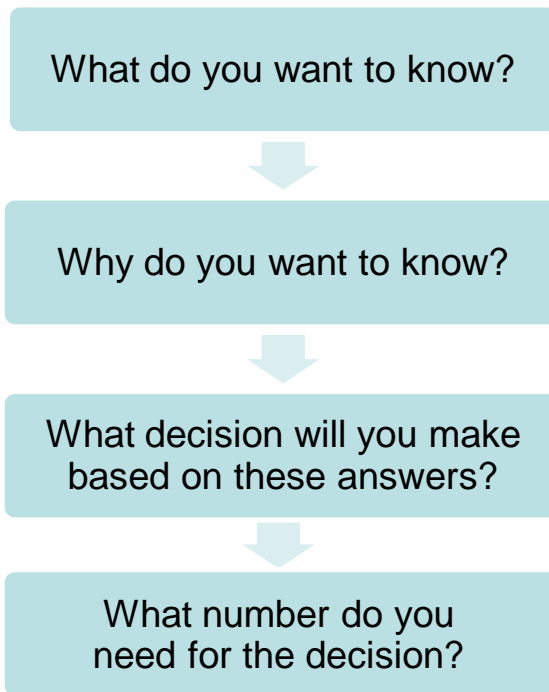 What do you want to know?
Why do you want to know?
What decision will you make
based on these answers?
What number do you
need for the decision?